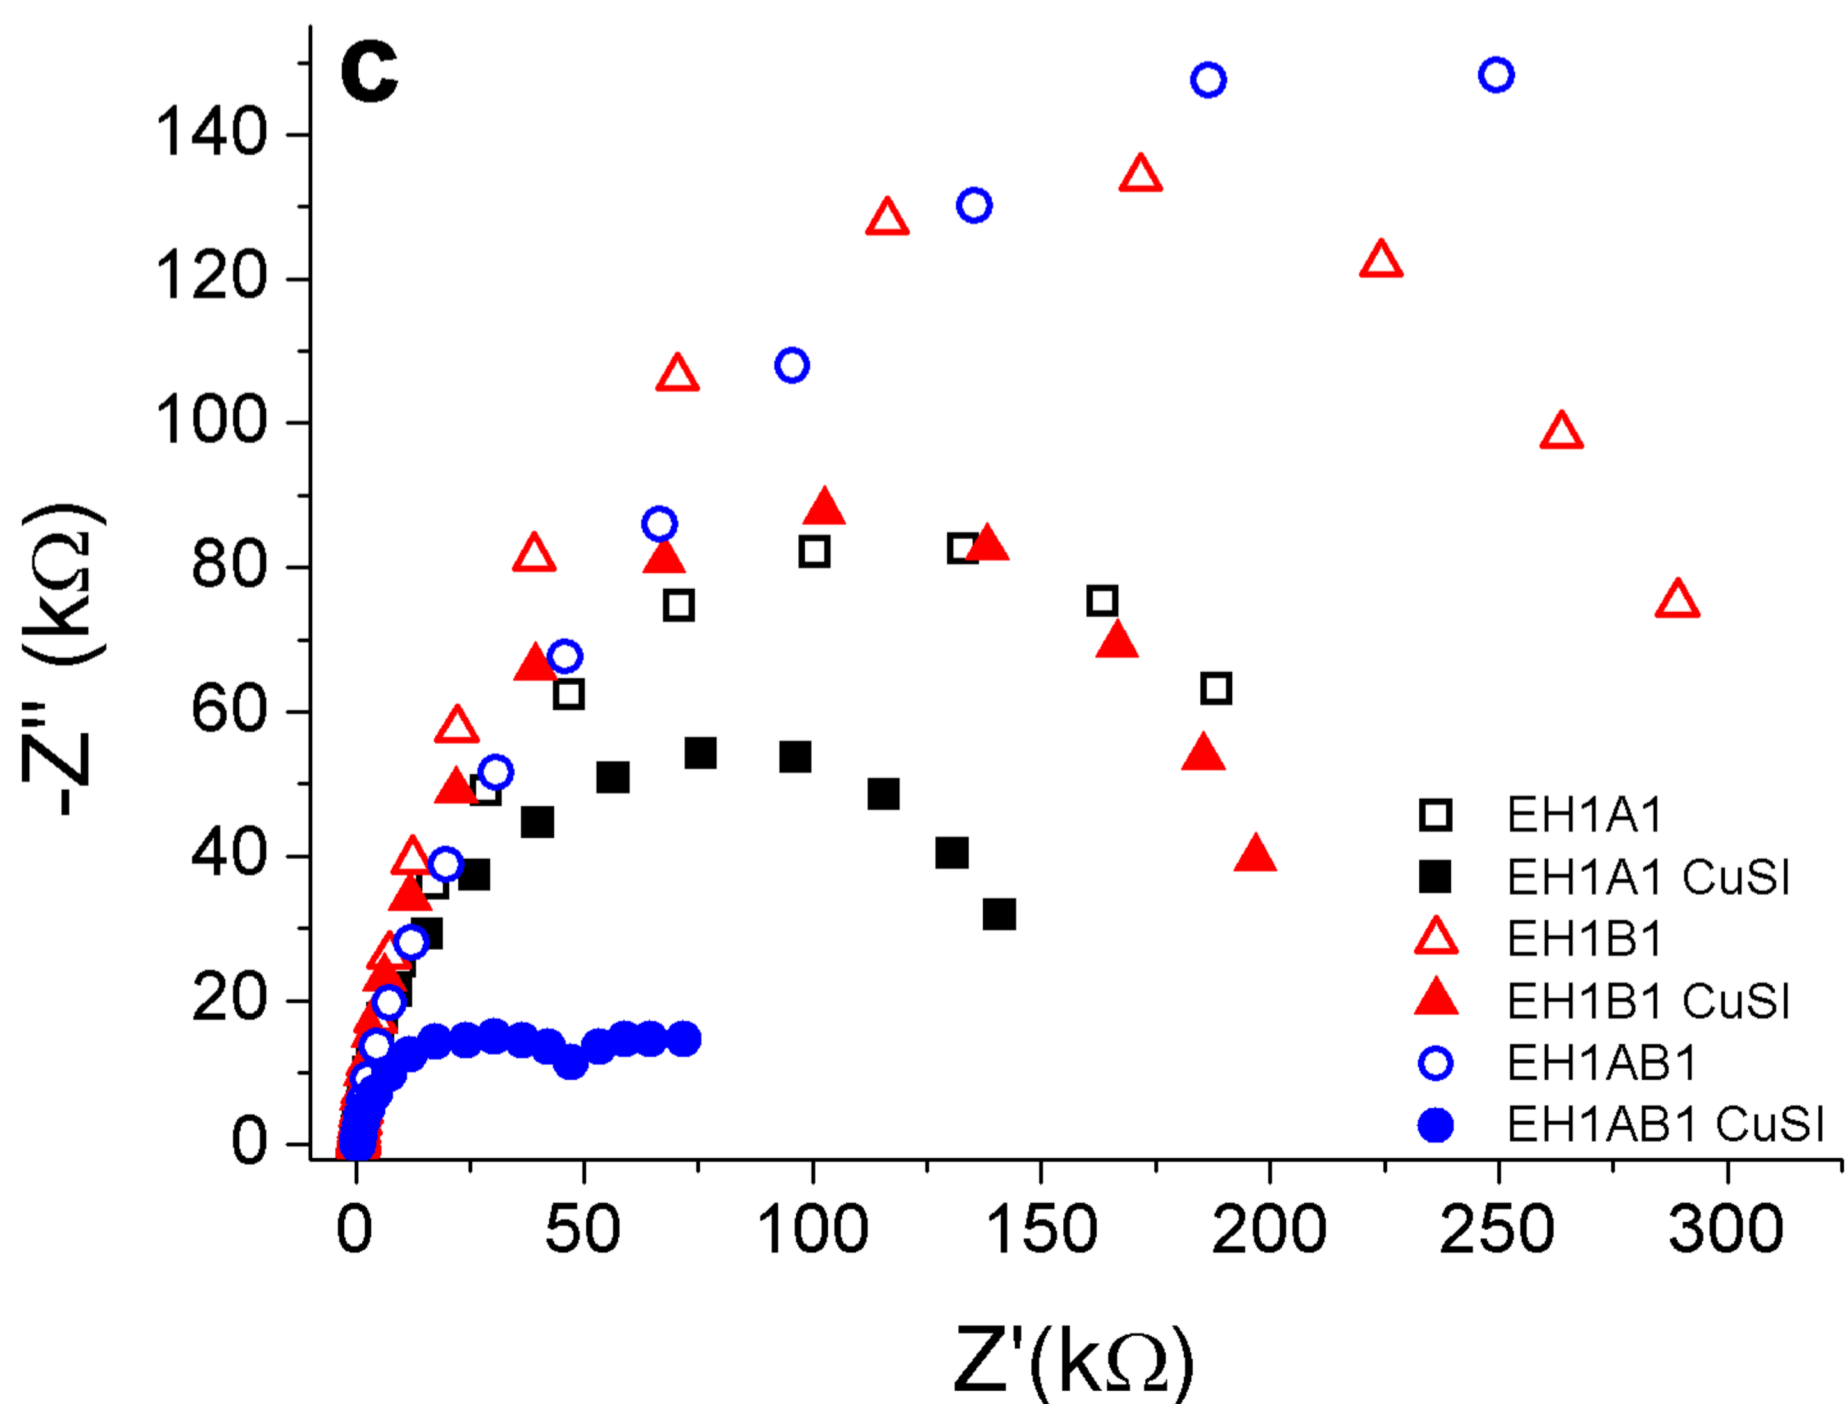 c
140
120
100
80
60
40
20
0
-Z'' (kΩ)
0 50 100 150 200 250 300
Z'(kΩ)
EH1A1
EH1A1 CuSI
EH1B1
EH1B1 CuSI
EH1AB1
EH1AB1 CuSI